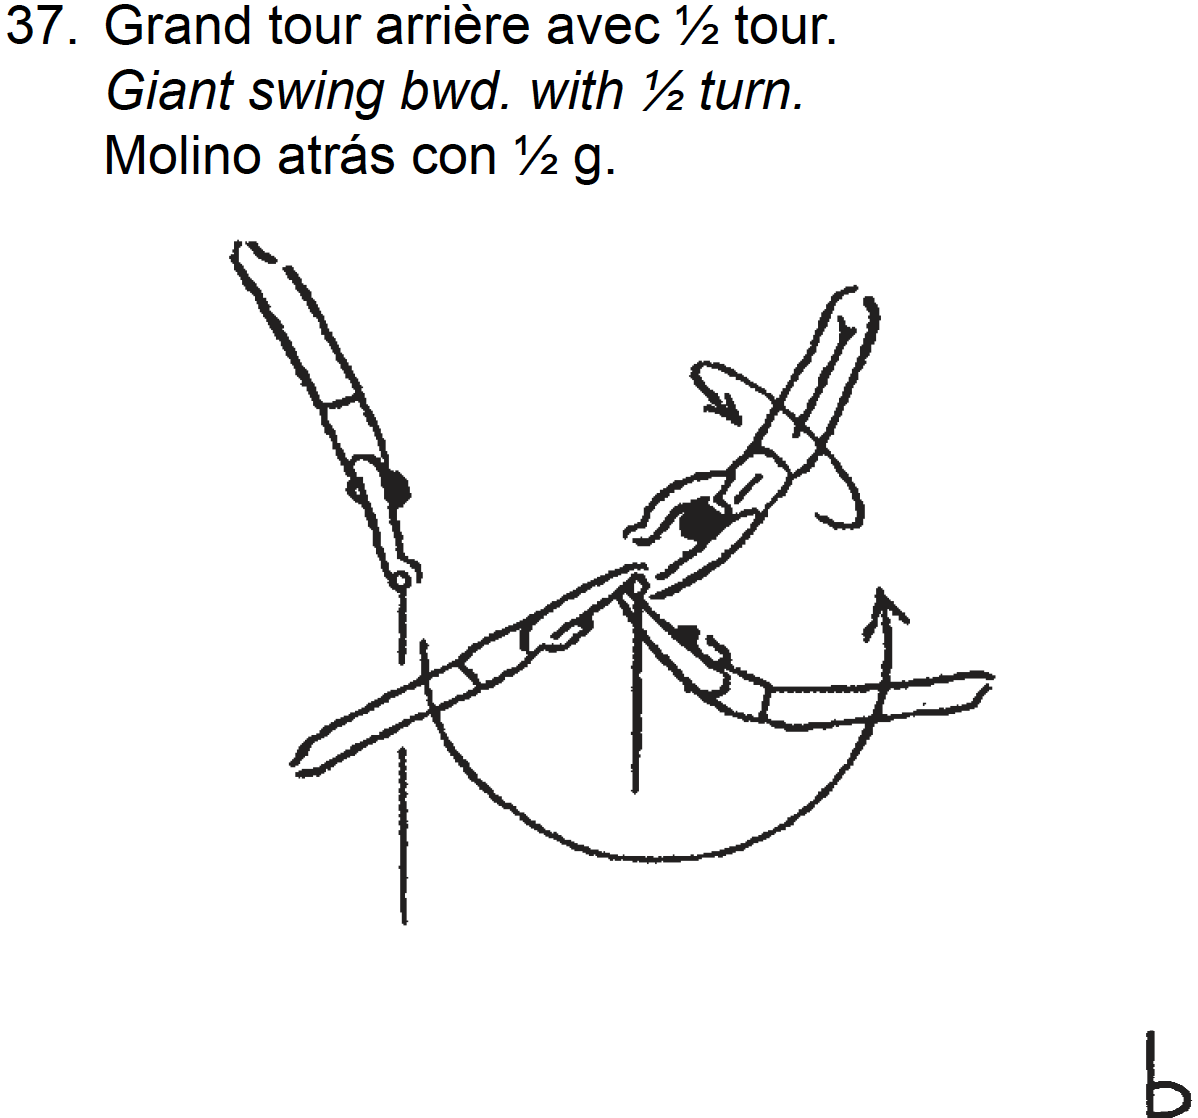 37. Grand tour arrière avec ½ tour.
Giant swing bwd. with ½ turn.
Molino atrás con ½ g.
b